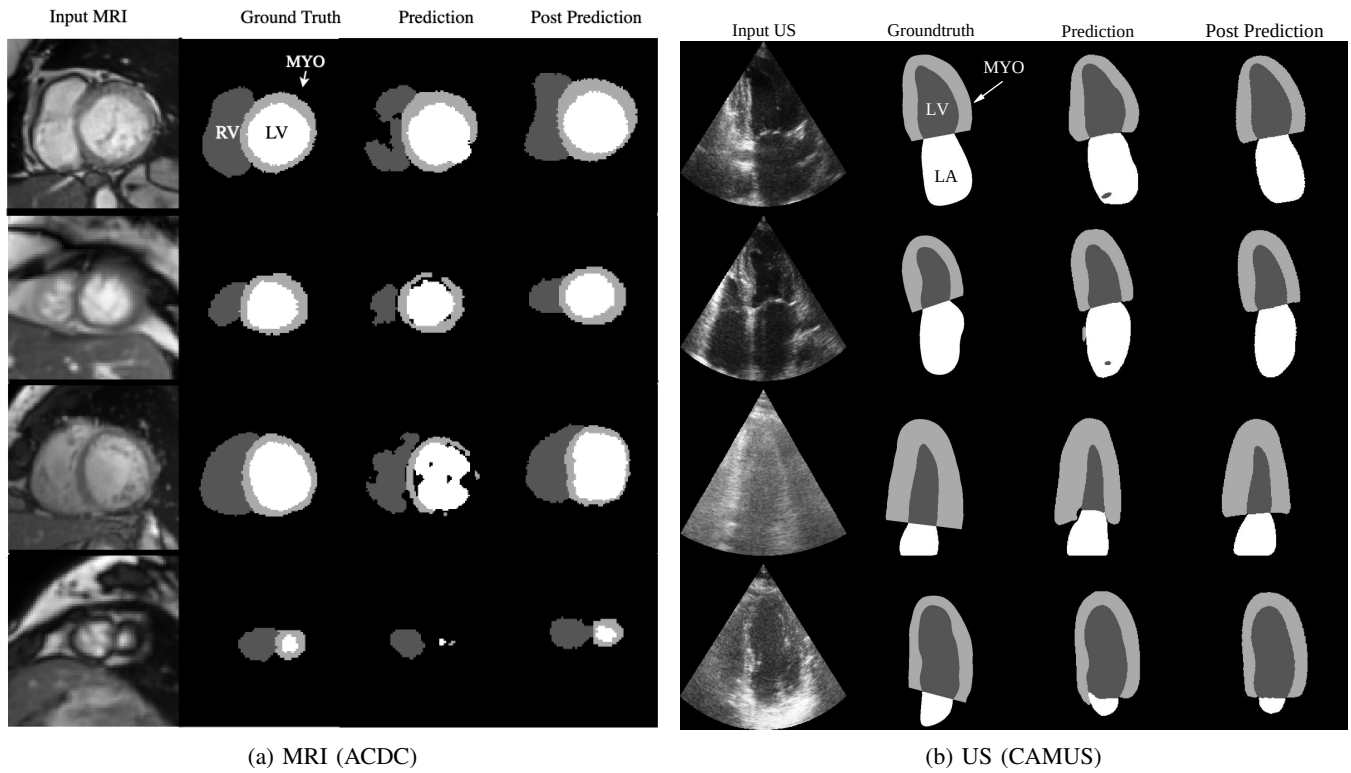 Input MRI Ground Truth Prediction Post Prediction
MYO
RV LV
(a) MRI (ACDC)
Input US Groundtruth Prediction Post Prediction
MYO
LV
LA
(b) US (CAMUS)